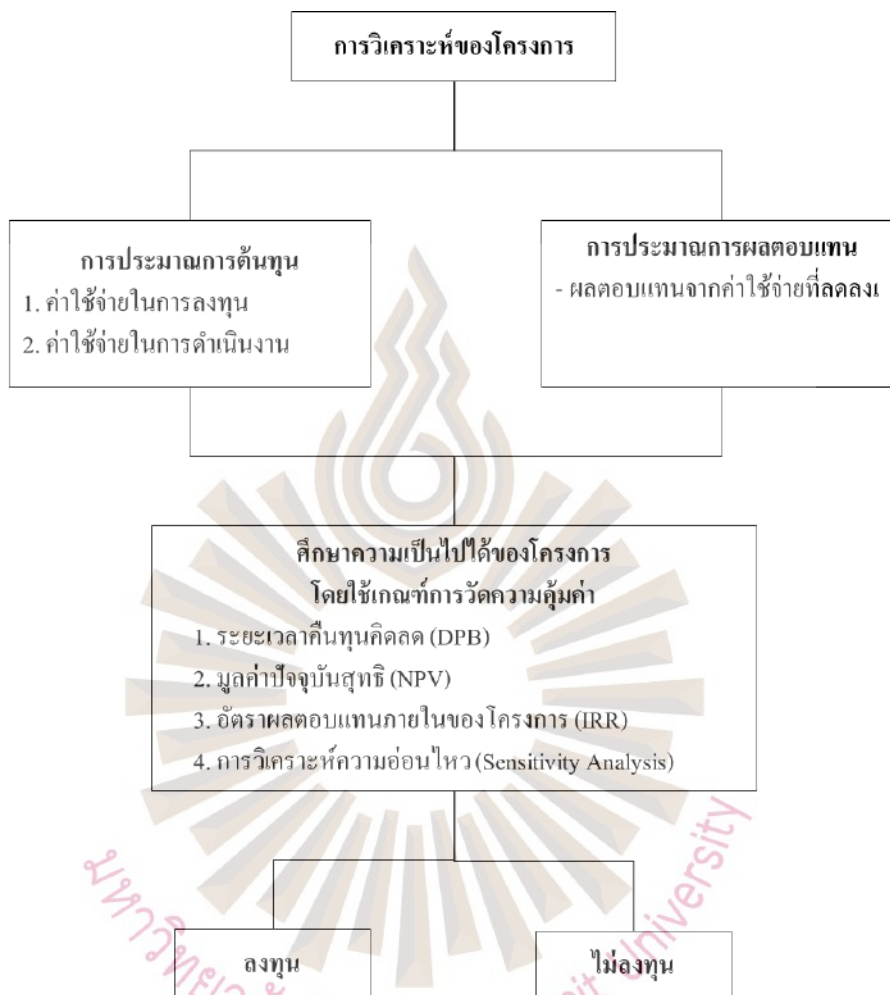 การวิเคราะห์ของโครงการ
การประมาณการต้นทุน
1. ค่าใช้จ่ายในการลงทุน
2. ค่าใช้จ่ายในการดำเนินงาน
การประมาณการผลตอบแทน
- ผลตอบแทนจากค่าใช้จ่ายที่ลดลง
ศึกษาความเป็นไปได้ของโครงการ
โดยใช้เกณฑ์การวัดความคุ้มค่า
1. ระยะเวลาคืนทุนคิดลด (DPB)
2. มูลค่าปัจจุบันสุทธิ (NPV)
3. อัตราผลตอบแทนภายในของโครงการ (IRR)
4. การวิเคราะห์ความอ่อนไหว (Sensitivity Analysis)
ลงทุน
ไม่ลงทุน
University